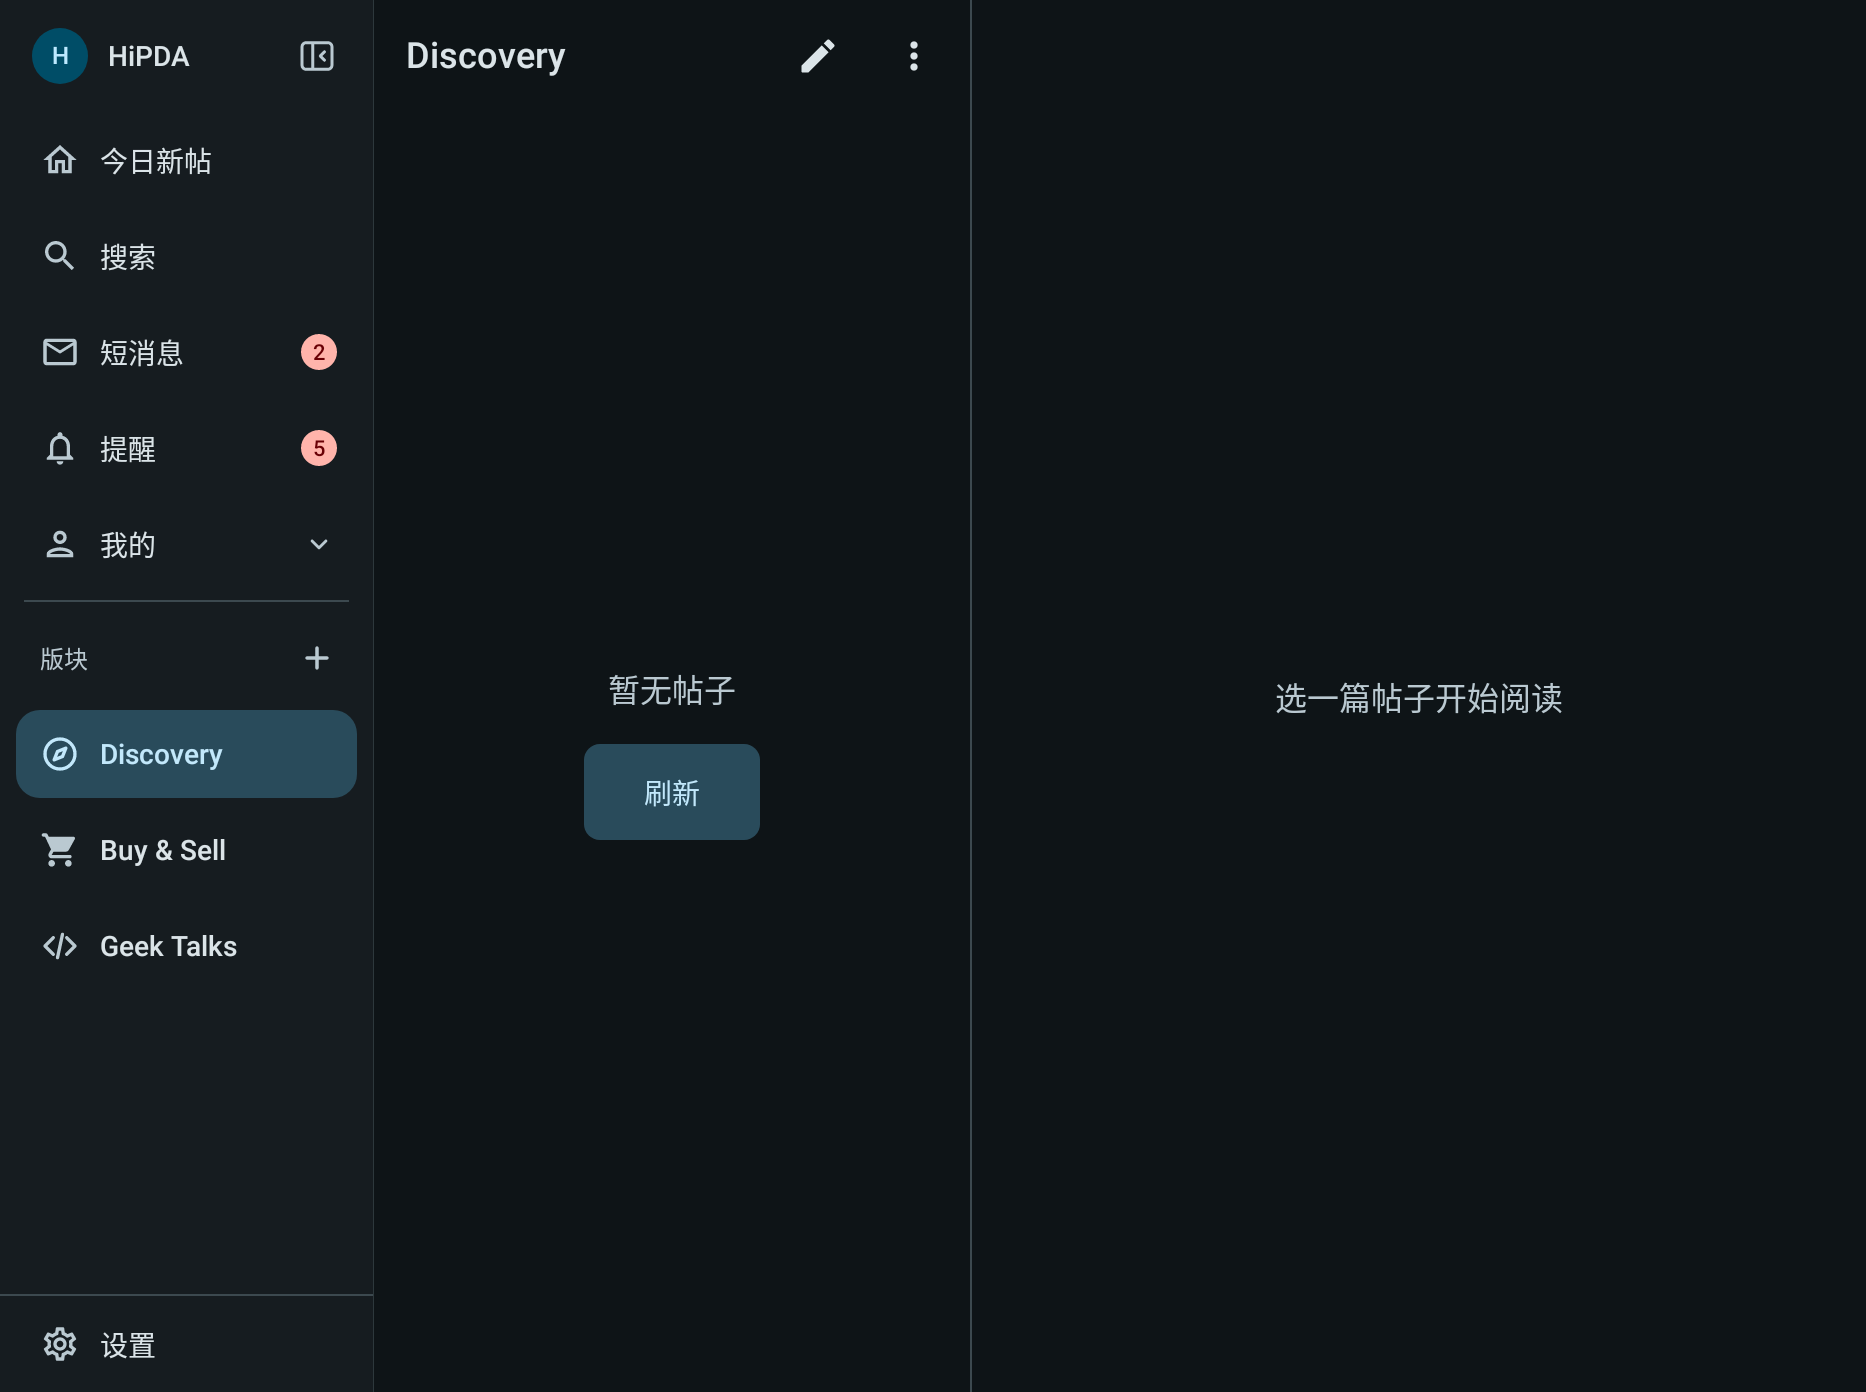 H HiPDA
今日新帖
搜索
短消息 2
提醒 5
我的
版块
Discovery
Buy & Sell
Geek Talks
设置
Discovery
暂无帖子
刷新
选一篇帖子开始阅读